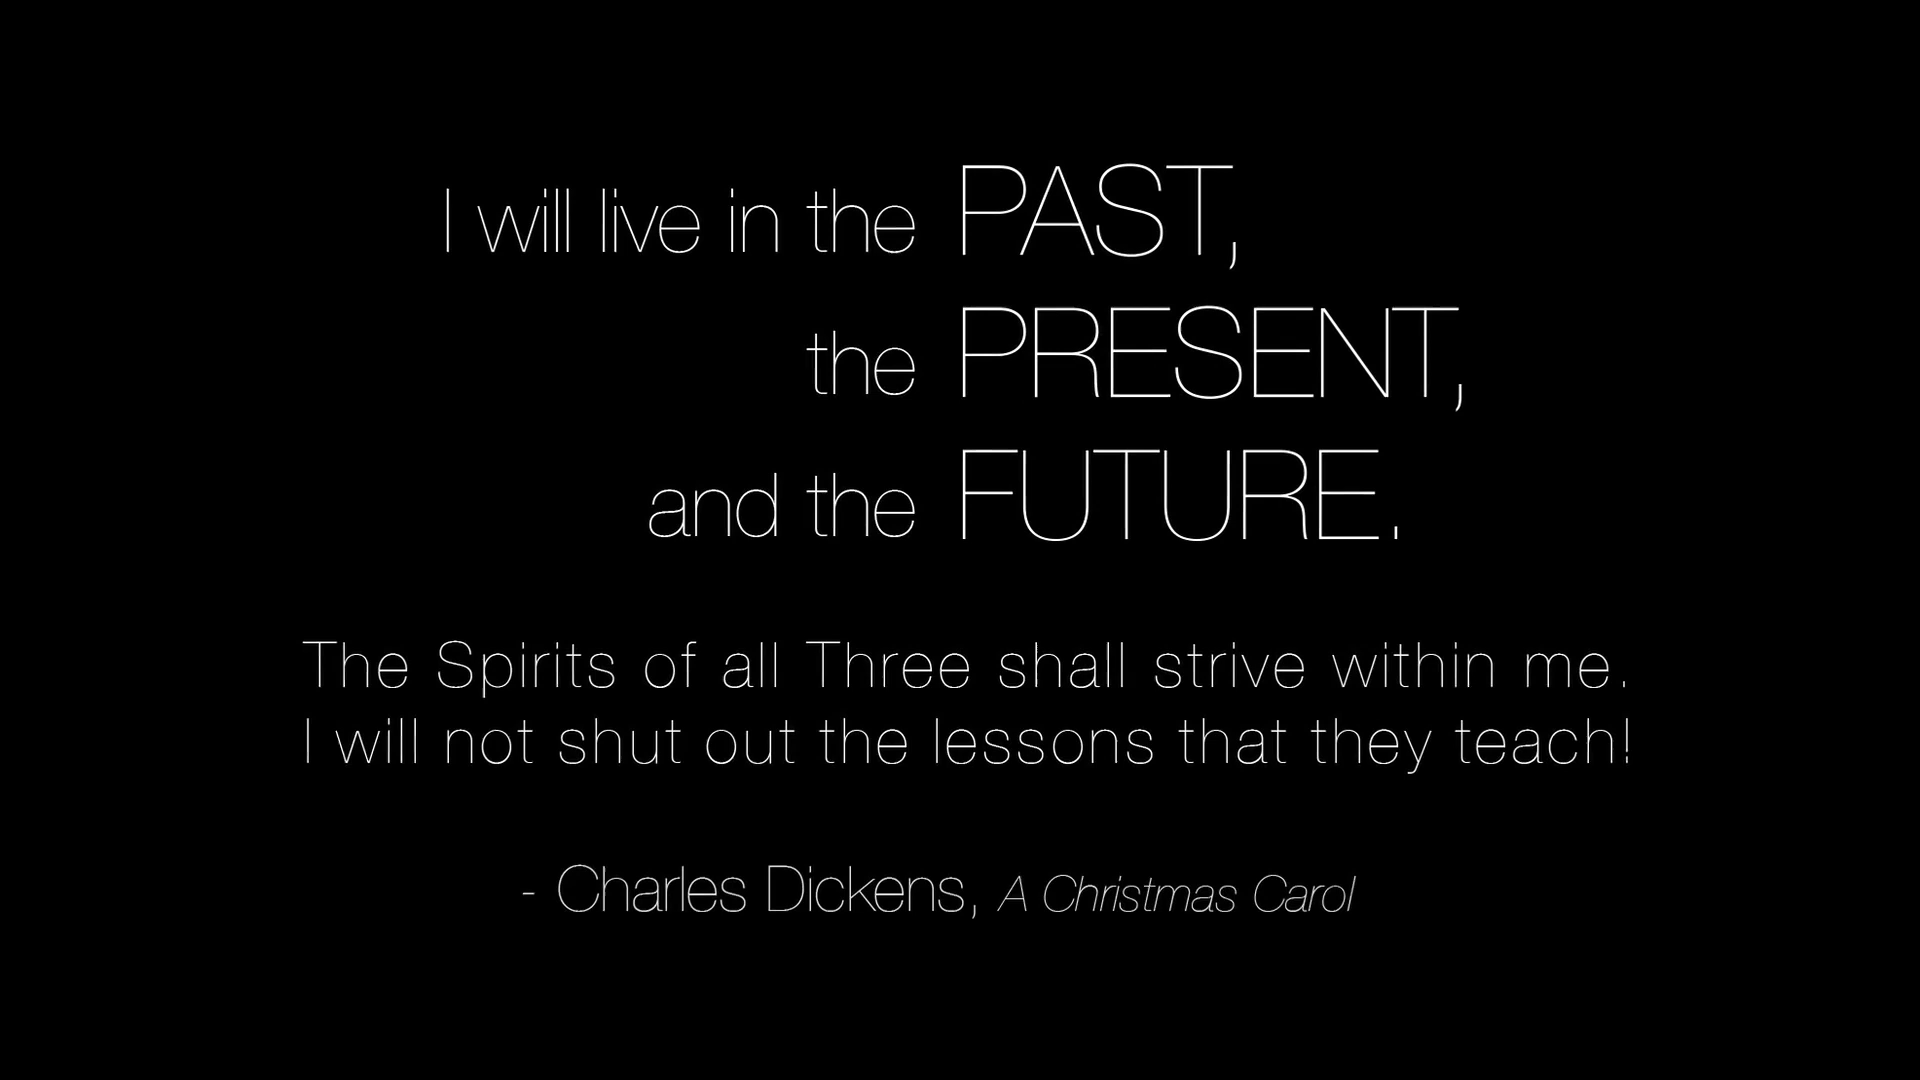 I will live in the PAST,
the PRESENT,
and the FUTURE.
The Spirits of all Three shall strive within me.
I will not shut out the lessons that they teach!
- Charles Dickens, A Christmas Carol